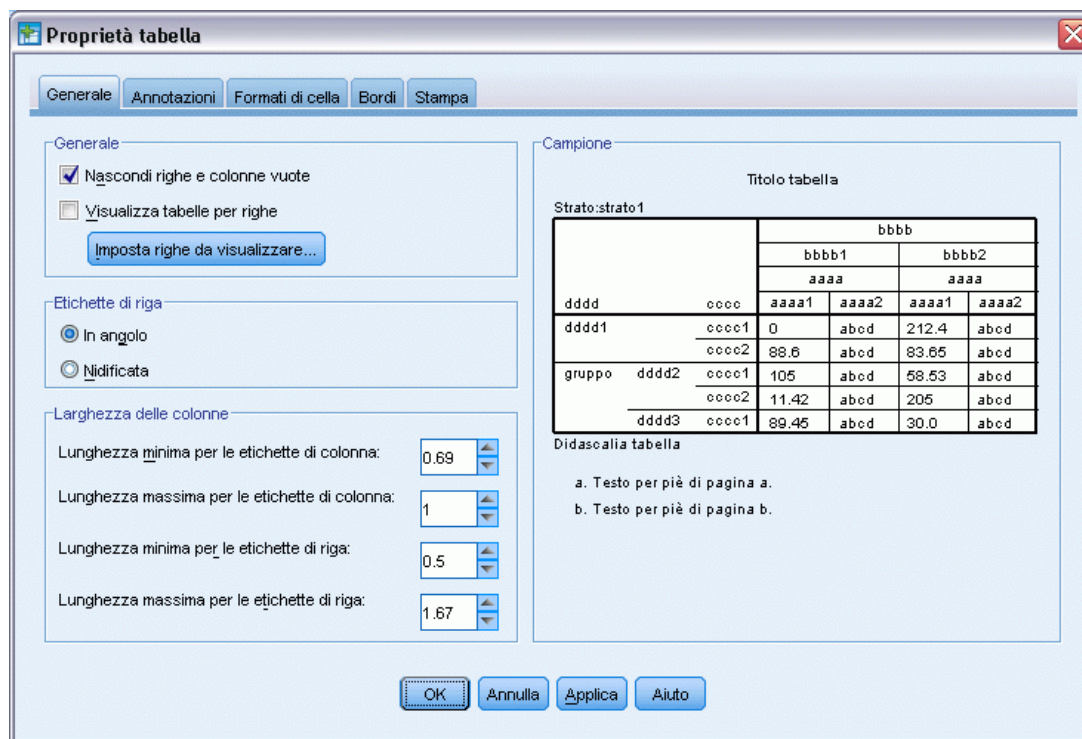 Proprietà tabella
Generale Annotazioni Formati di cella Bordi Stampa
Generale
Nascondi righe e colonne vuote
Visualizza tabelle per righe
Imposta righe da visualizzare...
Etichette di riga
In angolo
Nidificata
Larghezza delle colonne
Lunghezza minima per le etichette di colonna: 0.69
Lunghezza massima per le etichette di colonna: 1
Lunghezza minima per le etichette di riga: 0.5
Lunghezza massima per le etichette di riga: 1.67
Campione
Titolo tabella
Strato:strato1
bbbb
bbbb1 bbbb2
aaaa aaaa
dddd cccc aaaa1 aaaa2 aaaa1 aaaa2
dddd1 cccc1 0 abcd 212.4 abcd
cccc2 88.6 abcd 83.65 abcd
gruppo dddd2 cccc1 105 abcd 58.53 abcd
cccc2 11.42 abcd 205 abcd
dddd3 cccc1 89.45 abcd 30.0 abcd
Didascalia tabella
a. Testo per piè di pagina a.
b. Testo per piè di pagina b.
OK Annulla Applica Aiuto